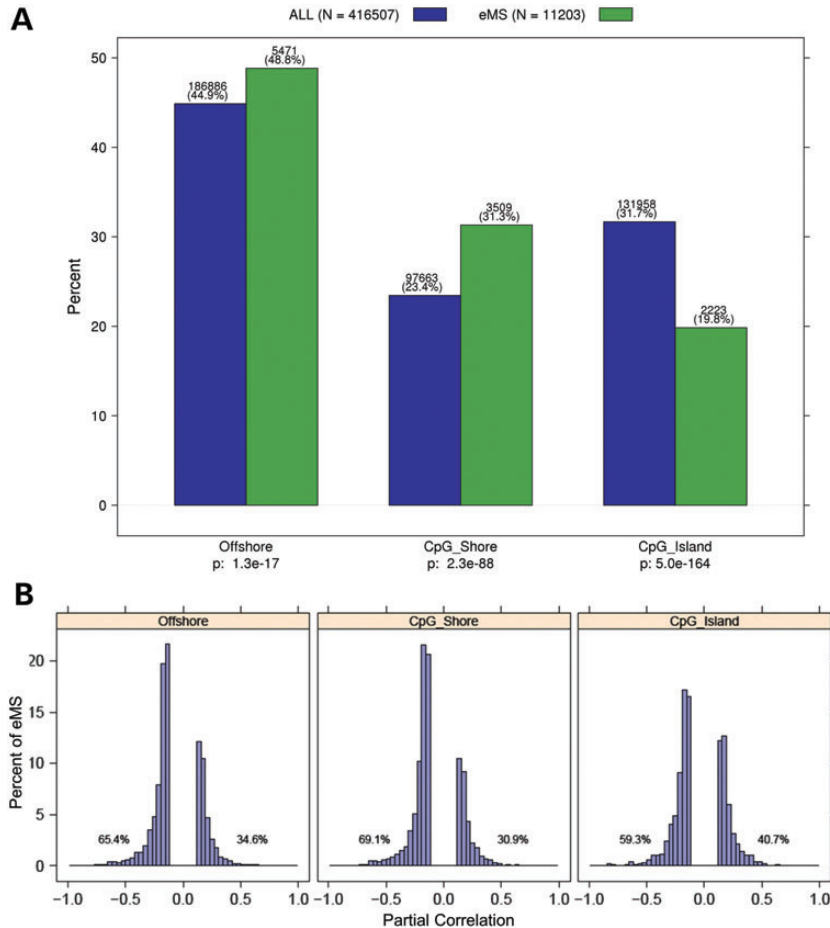 A
ALL (N = 416507)
eMS (N = 11203)
Percent
50
40
30
20
10
0
186886
(44.9%)
5471
(48.8%)
97663
(23.4%)
3509
(31.3%)
131958
(31.7%)
2223
(19.8%)
Offshore
p: 1.3e-17
CpG_Shore
p: 2.3e-88
CpG_Island
p: 5.0e-164
B
Offshore
CpG_Shore
CpG_Island
Percent of eMS
20
15
10
5
0
65.4%
34.6%
69.1%
30.9%
59.3%
40.7%
-1.0 -0.5 0.0 0.5 1.0
-1.0 -0.5 0.0 0.5 1.0
-1.0 -0.5 0.0 0.5 1.0
Partial Correlation